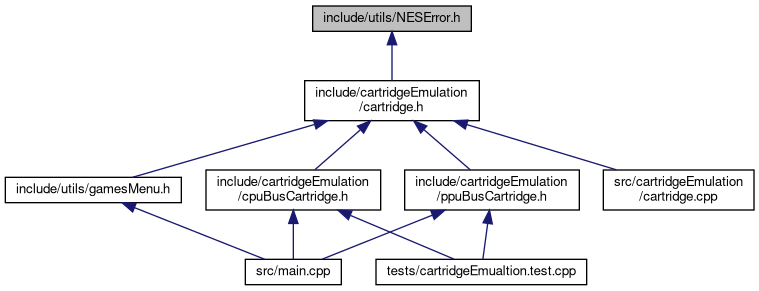 include/utils/NESError.h
include/cartridgeEmulation
/cartridge.h
include/utils/gamesMenu.h
include/cartridgeEmulation
/cpuBusCartridge.h
include/cartridgeEmulation
/ppuBusCartridge.h
src/cartridgeEmulation
/cartridge.cpp
src/main.cpp
tests/cartridgeEmualtion.test.cpp